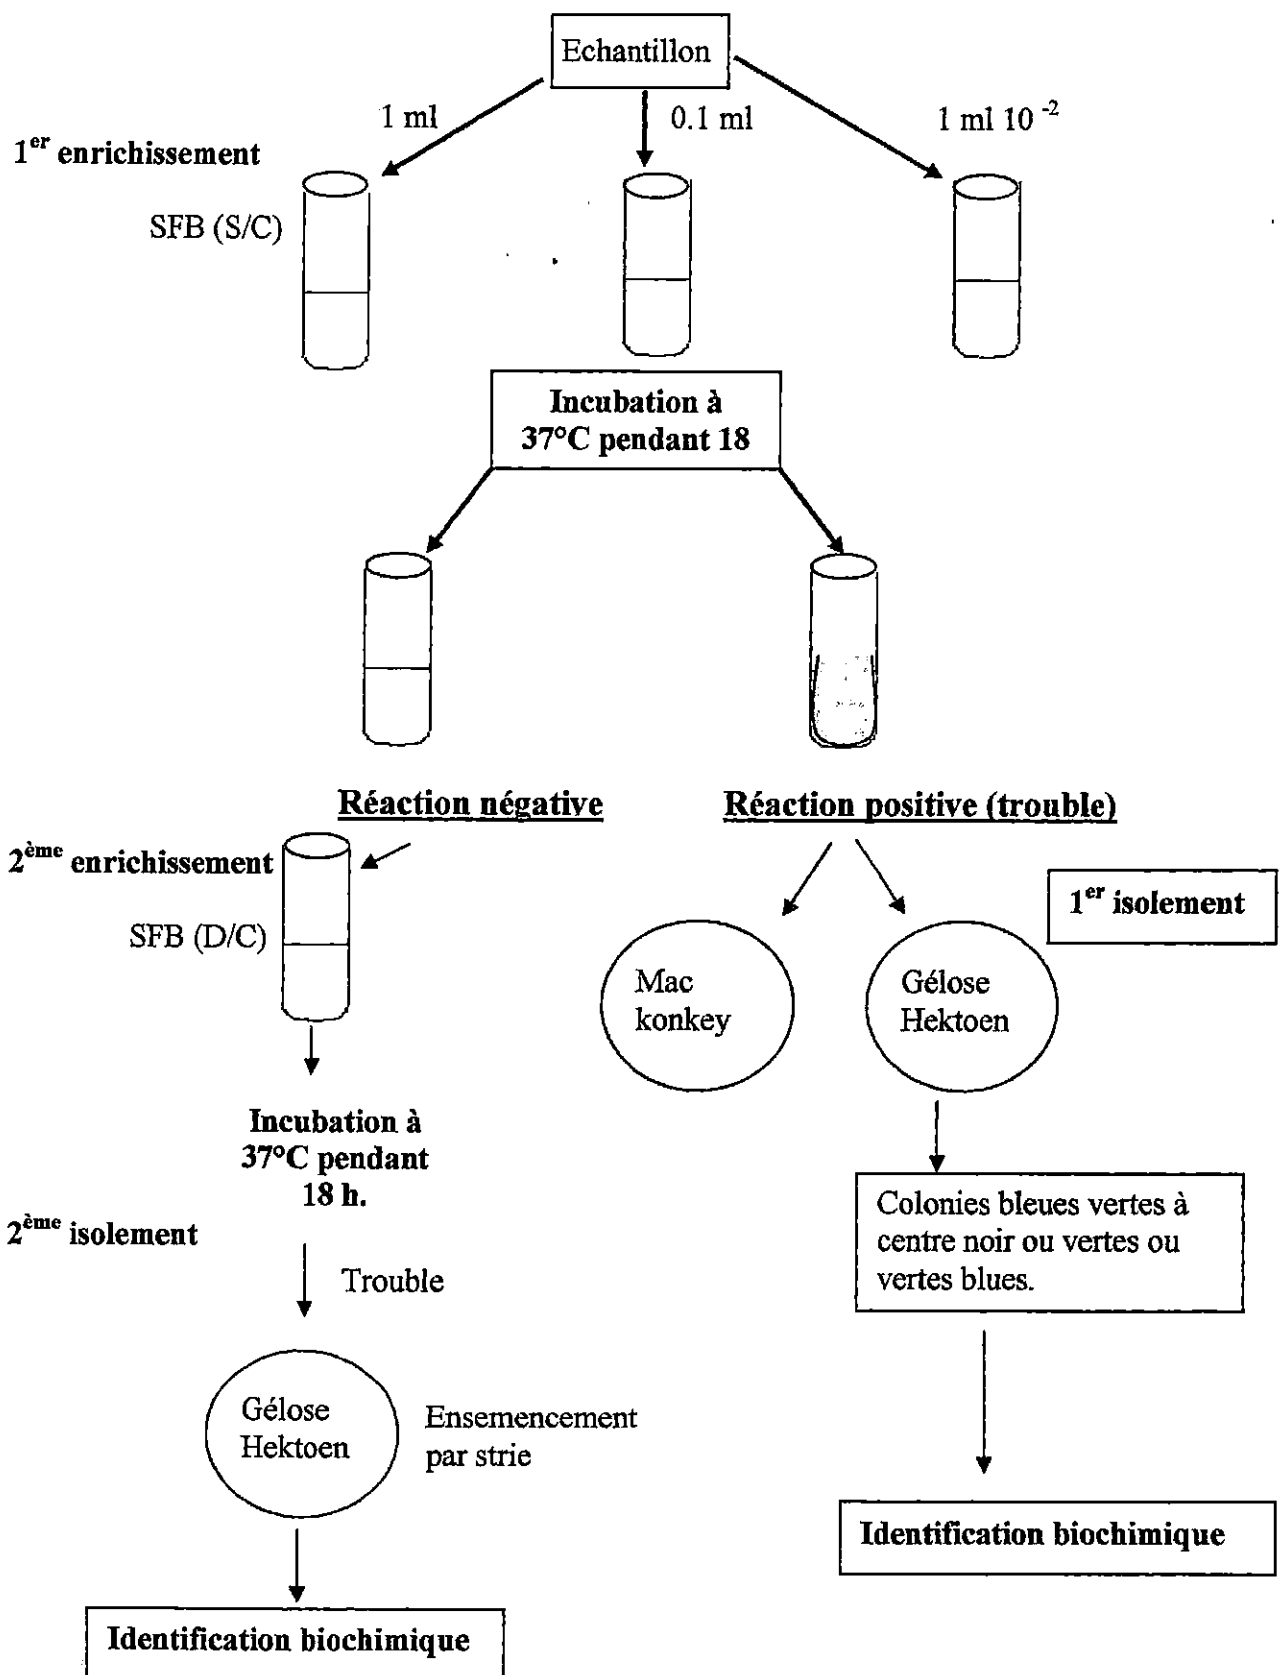 Echantillon
1 ml
0.1 ml
1 ml 10 -2
1er enrichissement
SFB (S/C)
Incubation à
37°C pendant 18
Réaction négative
Réaction positive (trouble)
2ème enrichissement
SFB (D/C)
1er isolement
Mac
konkey
Gélose
Hektoen
Incubation à
37°C pendant
18 h.
2ème isolement
Trouble
Colonies bleues vertes à
centre noir ou vertes ou
vertes blues.
Gélose
Hektoen
Ensemencement
par strie
Identification biochimique
Identification biochimique